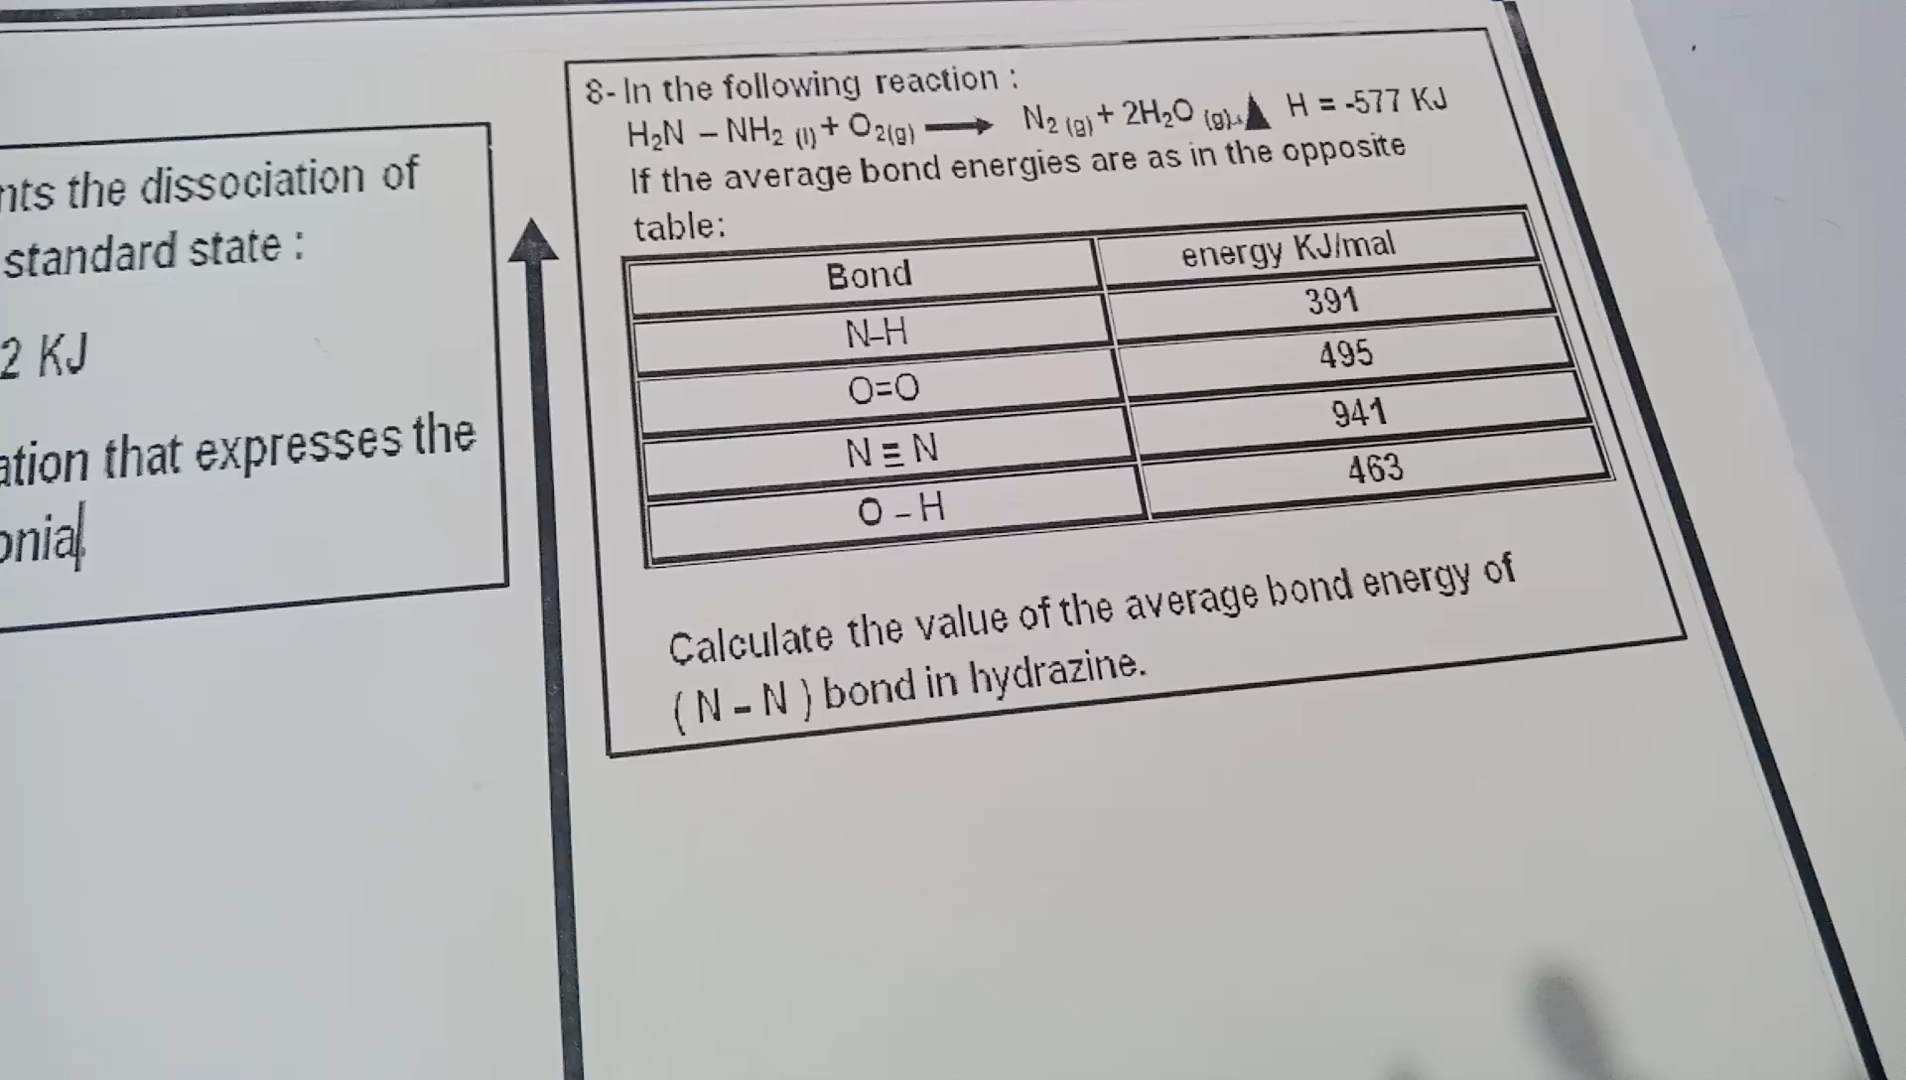 nts the dissociation of
standard state :
2 KJ
ation that expresses the
onia
8- In the following reaction :
H₂N – NH₂ (l) + O₂(g) ⟶ N₂ (g) + 2H₂O (g), ▲ H = -577 KJ
If the average bond energies are as in the opposite
table:
Bond energy KJ/mal
N–H 391
O=O 495
N ≡ N 941
O – H 463
Calculate the value of the average bond energy of
( N – N ) bond in hydrazine.